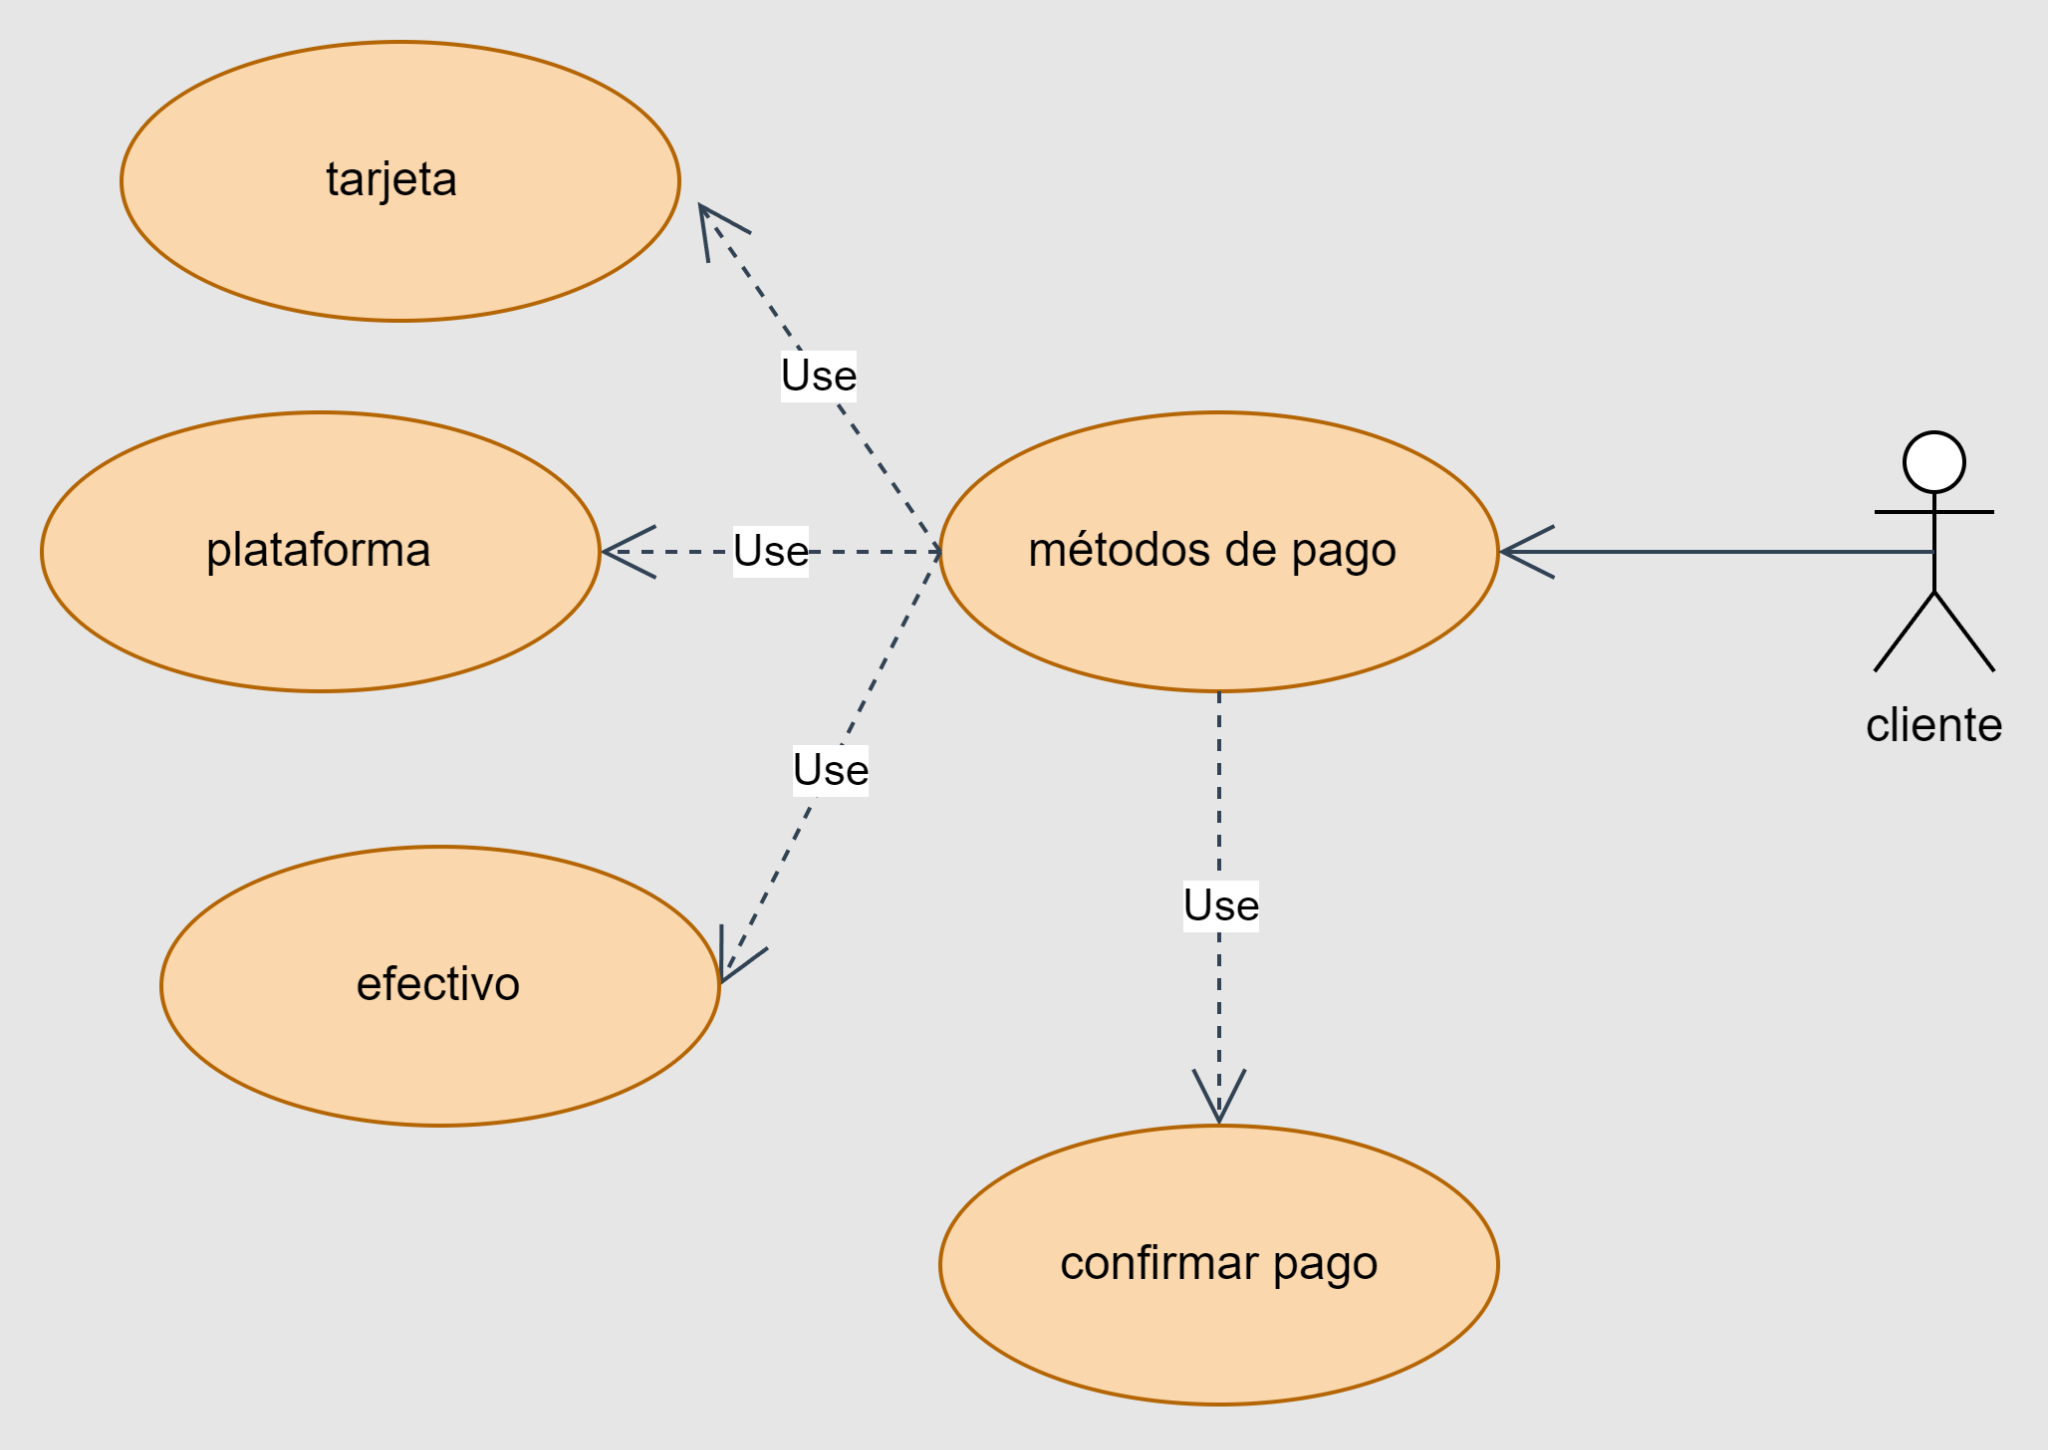 tarjeta
Use
plataforma
Use
métodos de pago
cliente
Use
Use
efectivo
confirmar pago